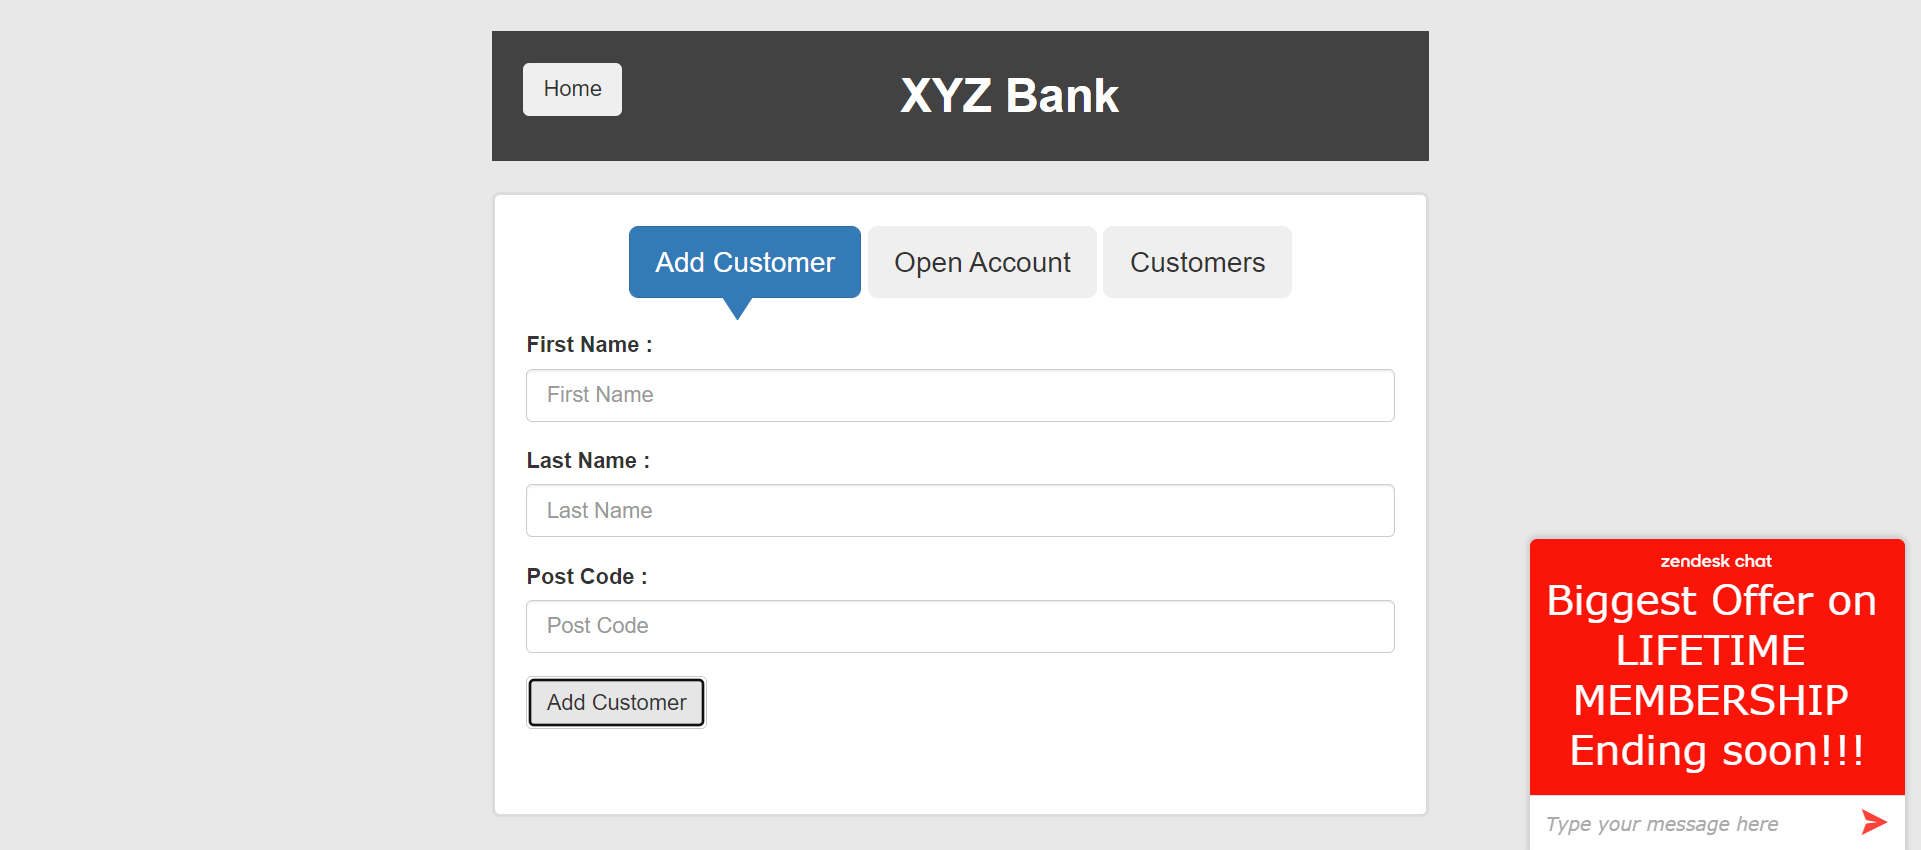 Home
XYZ Bank
Add Customer
Open Account
Customers
First Name :
First Name
Last Name :
Last Name
Post Code :
Post Code
Add Customer
zendesk chat
Biggest Offer on
LIFETIME
MEMBERSHIP
Ending soon!!!
Type your message here